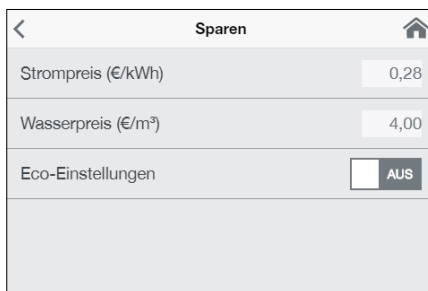 Sparen
Strompreis (€/kWh) 0,28
Wasserpreis (€/m³) 4,00
Eco-Einstellungen AUS